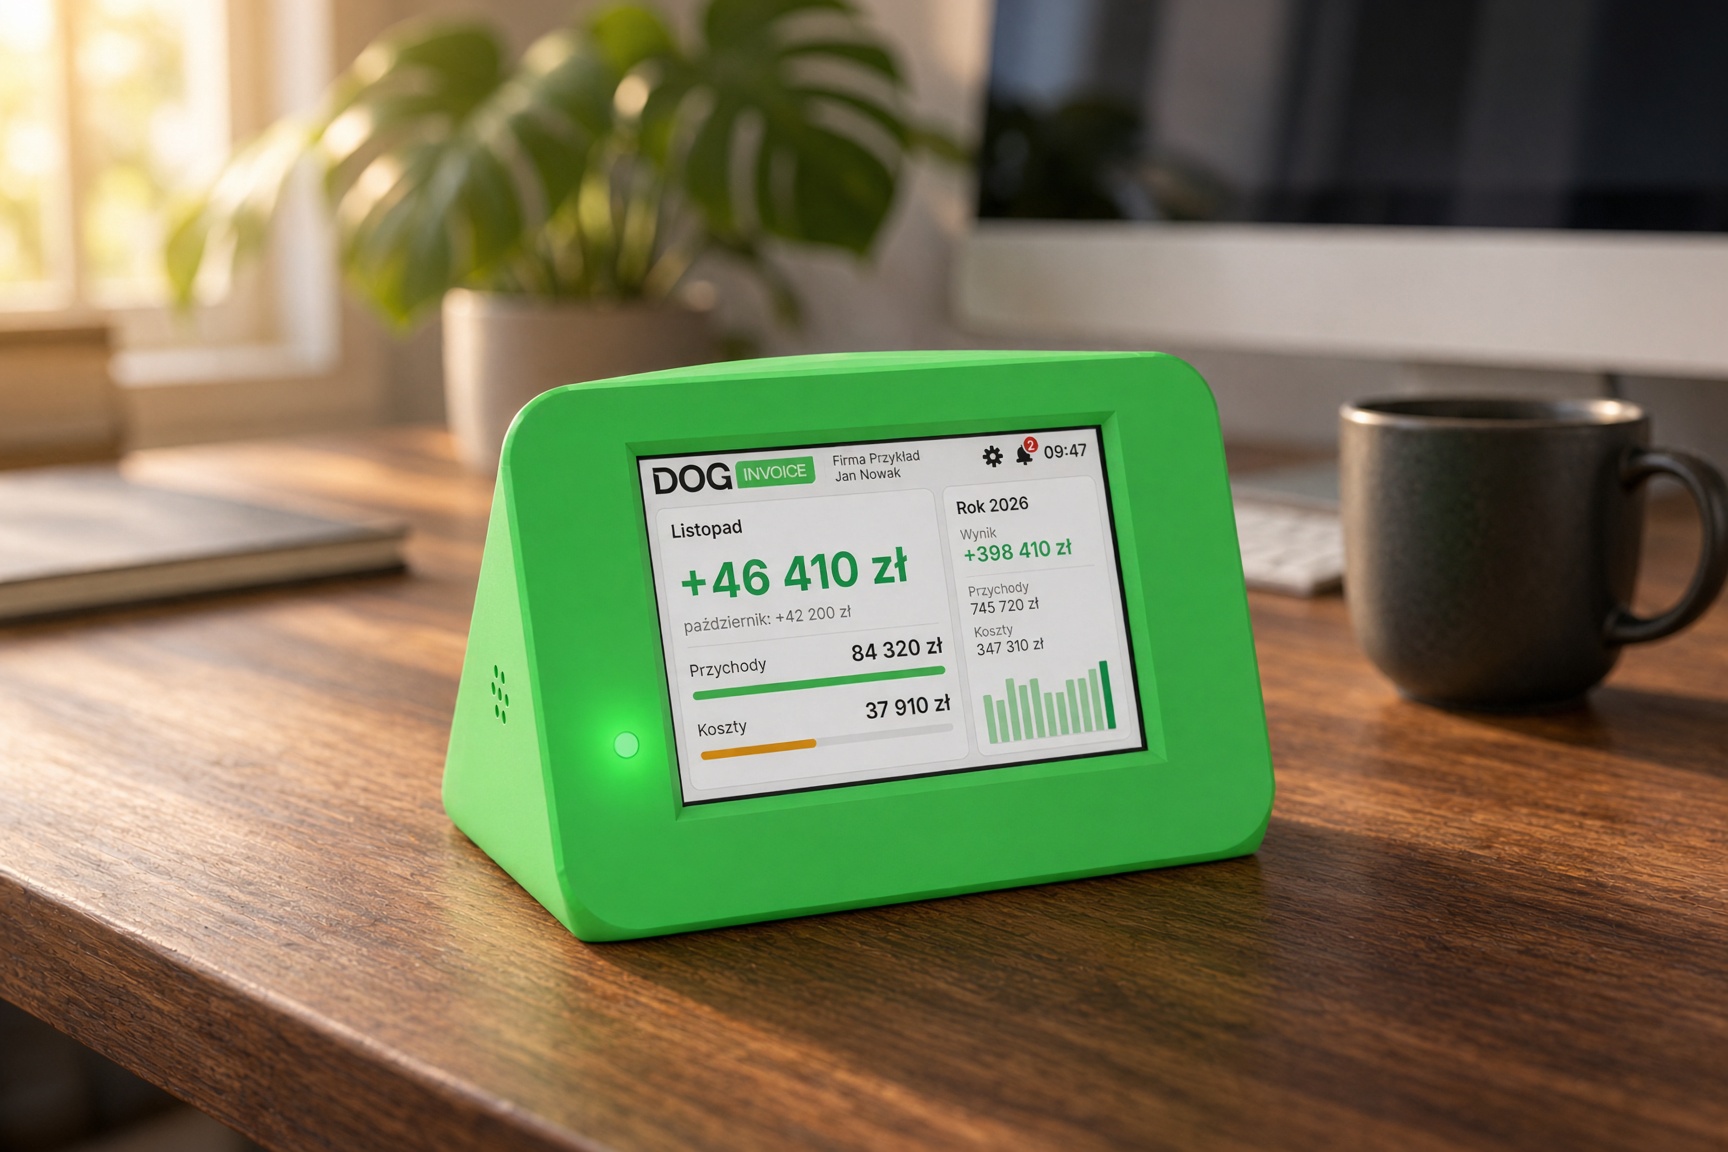 DOG INVOICE
Firma Przykład
Jan Nowak
2
09:47
Listopad
+46 410 zł
październik: +42 200 zł
Przychody 84 320 zł
Koszty 37 910 zł
Rok 2026
Wynik
+398 410 zł
Przychody
745 720 zł
Koszty
347 310 zł